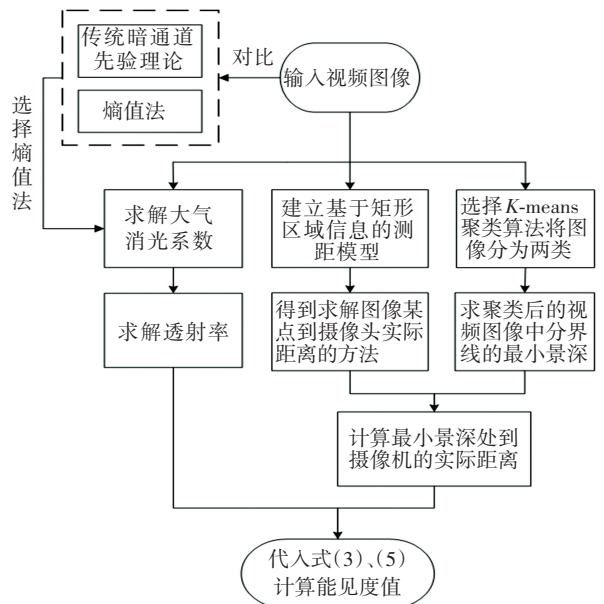 传统暗通道
先验理论
对比
输入视频图像
熵值法
选择熵值法
求解大气
消光系数
建立基于矩形
区域信息的测
距模型
选择K-means
聚类算法将图
像分为两类
求解透射率
得到求解图像某
点到摄像头实际
距离的方法
求聚类后的视
频图像中分界
线的最小景深
计算最小景深处到
摄像机的实际距离
代入式(3)、(5)
计算能见度值